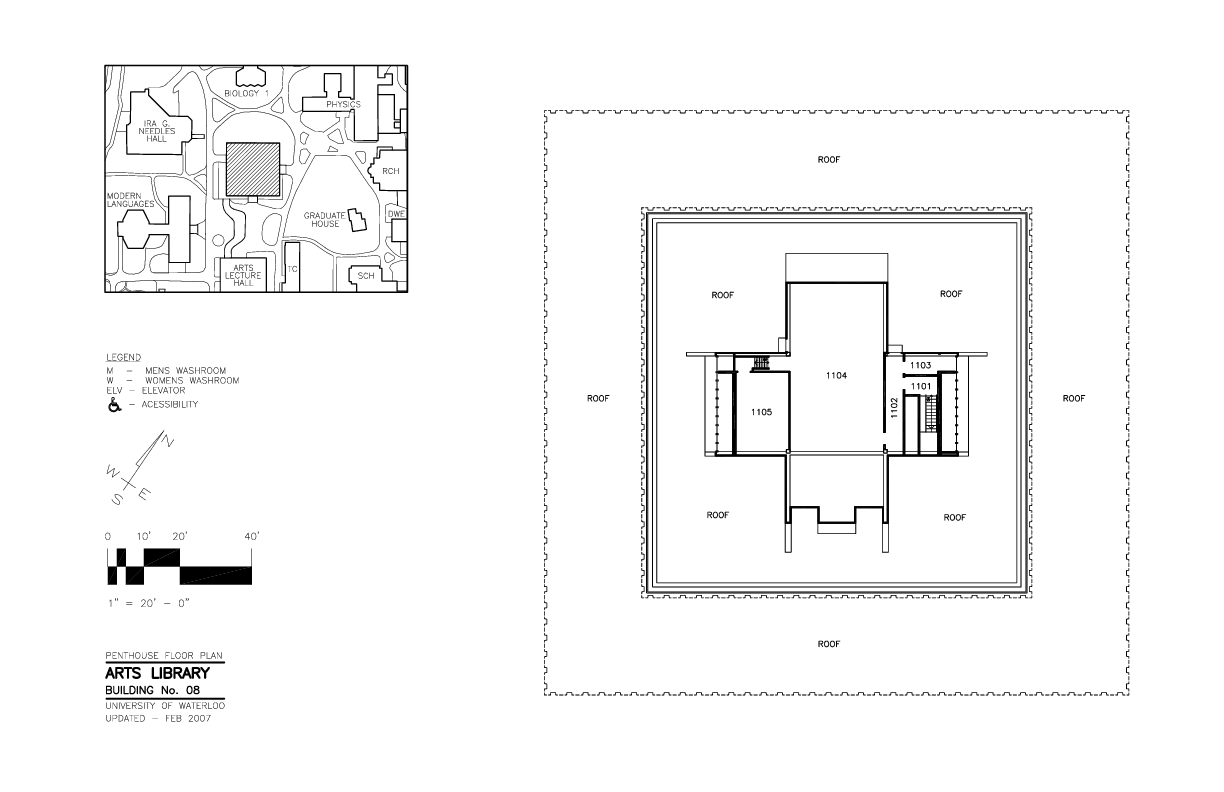 BIOLOGY 1
PHYSICS
IRA G.
NEEDLES
HALL
RCH
MODERN
LANGUAGES
GRADUATE
HOUSE
DWE
ARTS
LECTURE
HALL
TC
SCH
LEGEND
M – MENS WASHROOM
W – WOMENS WASHROOM
ELV – ELEVATOR
– ACESSIBILITY
N
W
E
S
0 10' 20' 40'
1" = 20' – 0"
PENTHOUSE FLOOR PLAN
ARTS LIBRARY
BUILDING No. 08
UNIVERSITY OF WATERLOO
UPDATED – FEB 2007
ROOF
ROOF
ROOF
1103
1104
1101
ROOF
ROOF
1102
1105
ROOF
ROOF
ROOF